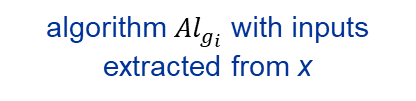 algorithm $Al_{g_i}$ with inputs
extracted from x